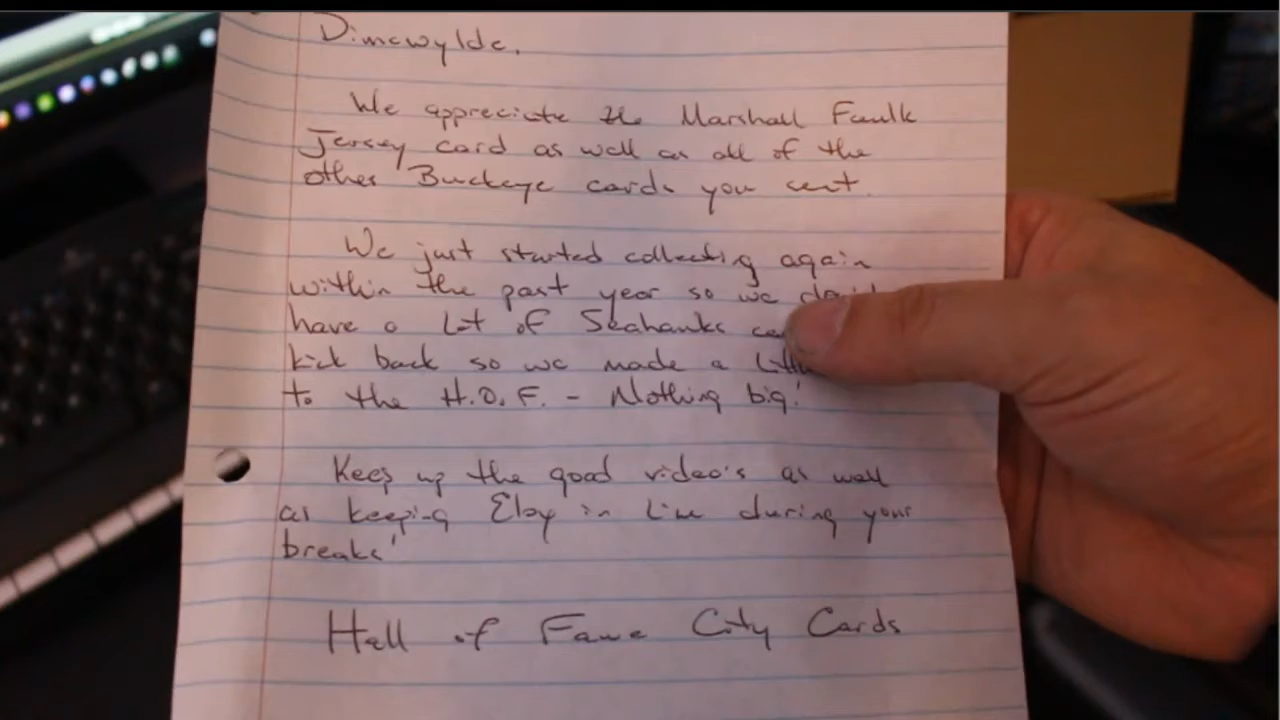 Dimewylde,
We appreciate the Marshall Faulk
Jersey card as well as all of the
other Buckeye cards you sent.
We just started collecting again
within the past year so we
have a Lot of Seahawks
kick back so we made a
to the H.O.F. - Nothing big!
Keep up the good video's as well
as keeping Eby in Line during your
breaks!
Hall of Fame City Cards